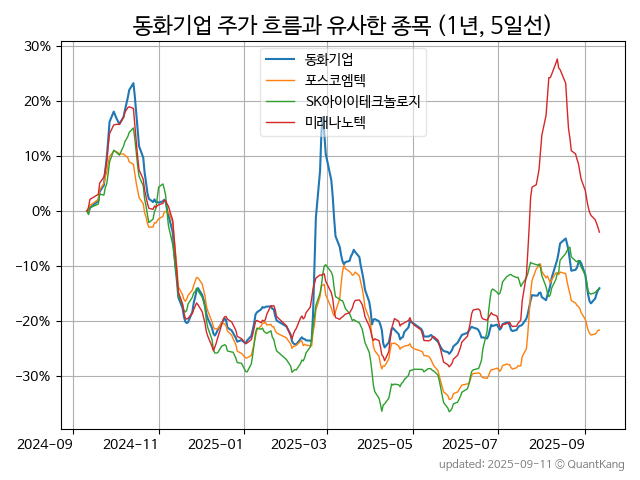 동화기업 주가 흐름과 유사한 종목 (1년, 5일선)
동화기업
포스코엠텍
SK아이이테크놀로지
미래나노텍
30%
20%
10%
0%
−10%
−20%
−30%
2024-09
2024-11
2025-01
2025-03
2025-05
2025-07
2025-09
updated: 2025-09-11 © QuantKang